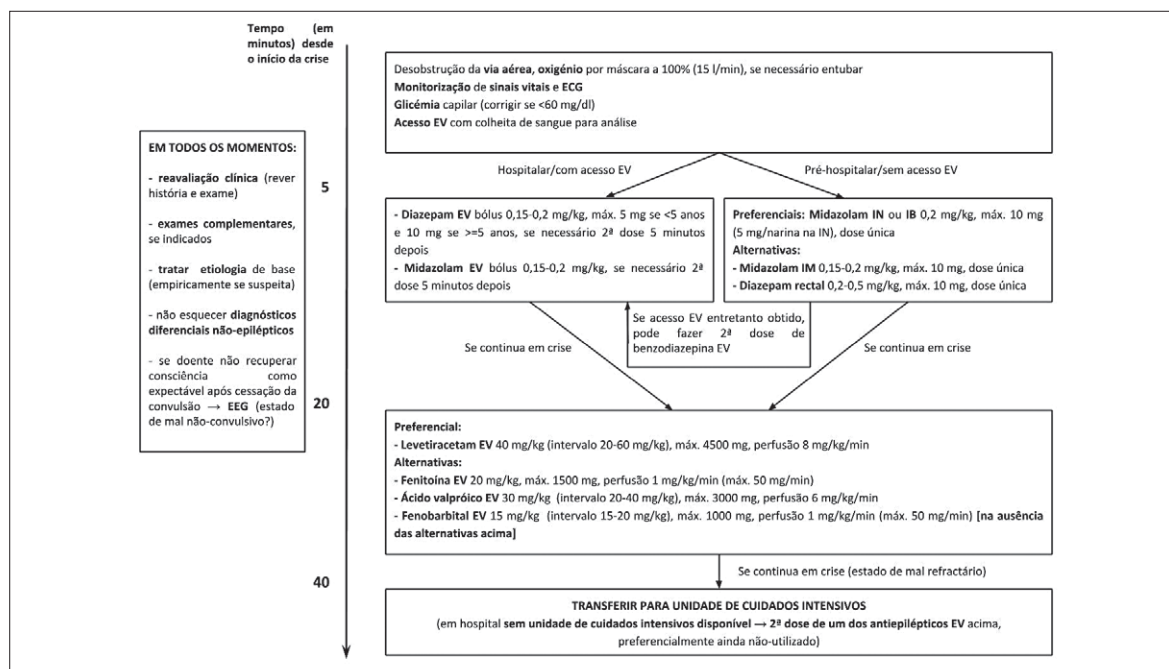 Tempo (em
minutos) desde
o início da crise
Desobstrução da via aérea, oxigénio por máscara a 100% (15 l/min), se necessário entubar
Monitorização de sinais vitais e ECG
Glicémia capilar (corrigir se <60 mg/dl)
Acesso EV com colheita de sangue para análise
EM TODOS OS MOMENTOS:
- reavaliação clínica (rever
história e exame)
- exames complementares,
se indicados
- tratar etiologia de base
(empiricamente se suspeita)
- não esquecer diagnósticos
diferenciais não-epilépticos
- se doente não recuperar
consciência como
expectável após cessação da
convulsão → EEG (estado
de mal não-convulsivo?)
5
Hospitalar/com acesso EV
Pré-hospitalar/sem acesso EV
- Diazepam EV bólus 0,15-0,2 mg/kg, máx. 5 mg se <5 anos
e 10 mg se >=5 anos, se necessário 2ª dose 5 minutos
depois
- Midazolam EV bólus 0,15-0,2 mg/kg, se necessário 2ª
dose 5 minutos depois
Preferenciais: Midazolam IN ou IB 0,2 mg/kg, máx. 10 mg
(5 mg/narina na IN), dose única
Alternativas:
- Midazolam IM 0,15-0,2 mg/kg, máx. 10 mg, dose única
- Diazepam rectal 0,2-0,5 mg/kg, máx. 10 mg, dose única
Se acesso EV entretanto obtido,
pode fazer 2ª dose de
benzodiazepina EV
Se continua em crise
Se continua em crise
20
Preferencial:
- Levetiracetam EV 40 mg/kg (intervalo 20-60 mg/kg), máx. 4500 mg, perfusão 8 mg/kg/min
Alternativas:
- Fenitoína EV 20 mg/kg, máx. 1500 mg, perfusão 1 mg/kg/min (máx. 50 mg/min)
- Ácido valpróico EV 30 mg/kg (intervalo 20-40 mg/kg), máx. 3000 mg, perfusão 6 mg/kg/min
- Fenobarbital EV 15 mg/kg (intervalo 15-20 mg/kg), máx. 1000 mg, perfusão 1 mg/kg/min (máx. 50 mg/min) [na ausência
das alternativas acima]
Se continua em crise (estado de mal refractário)
40
TRANSFERIR PARA UNIDADE DE CUIDADOS INTENSIVOS
(em hospital sem unidade de cuidados intensivos disponível → 2ª dose de um dos antiepilépticos EV acima,
preferencialmente ainda não-utilizado)